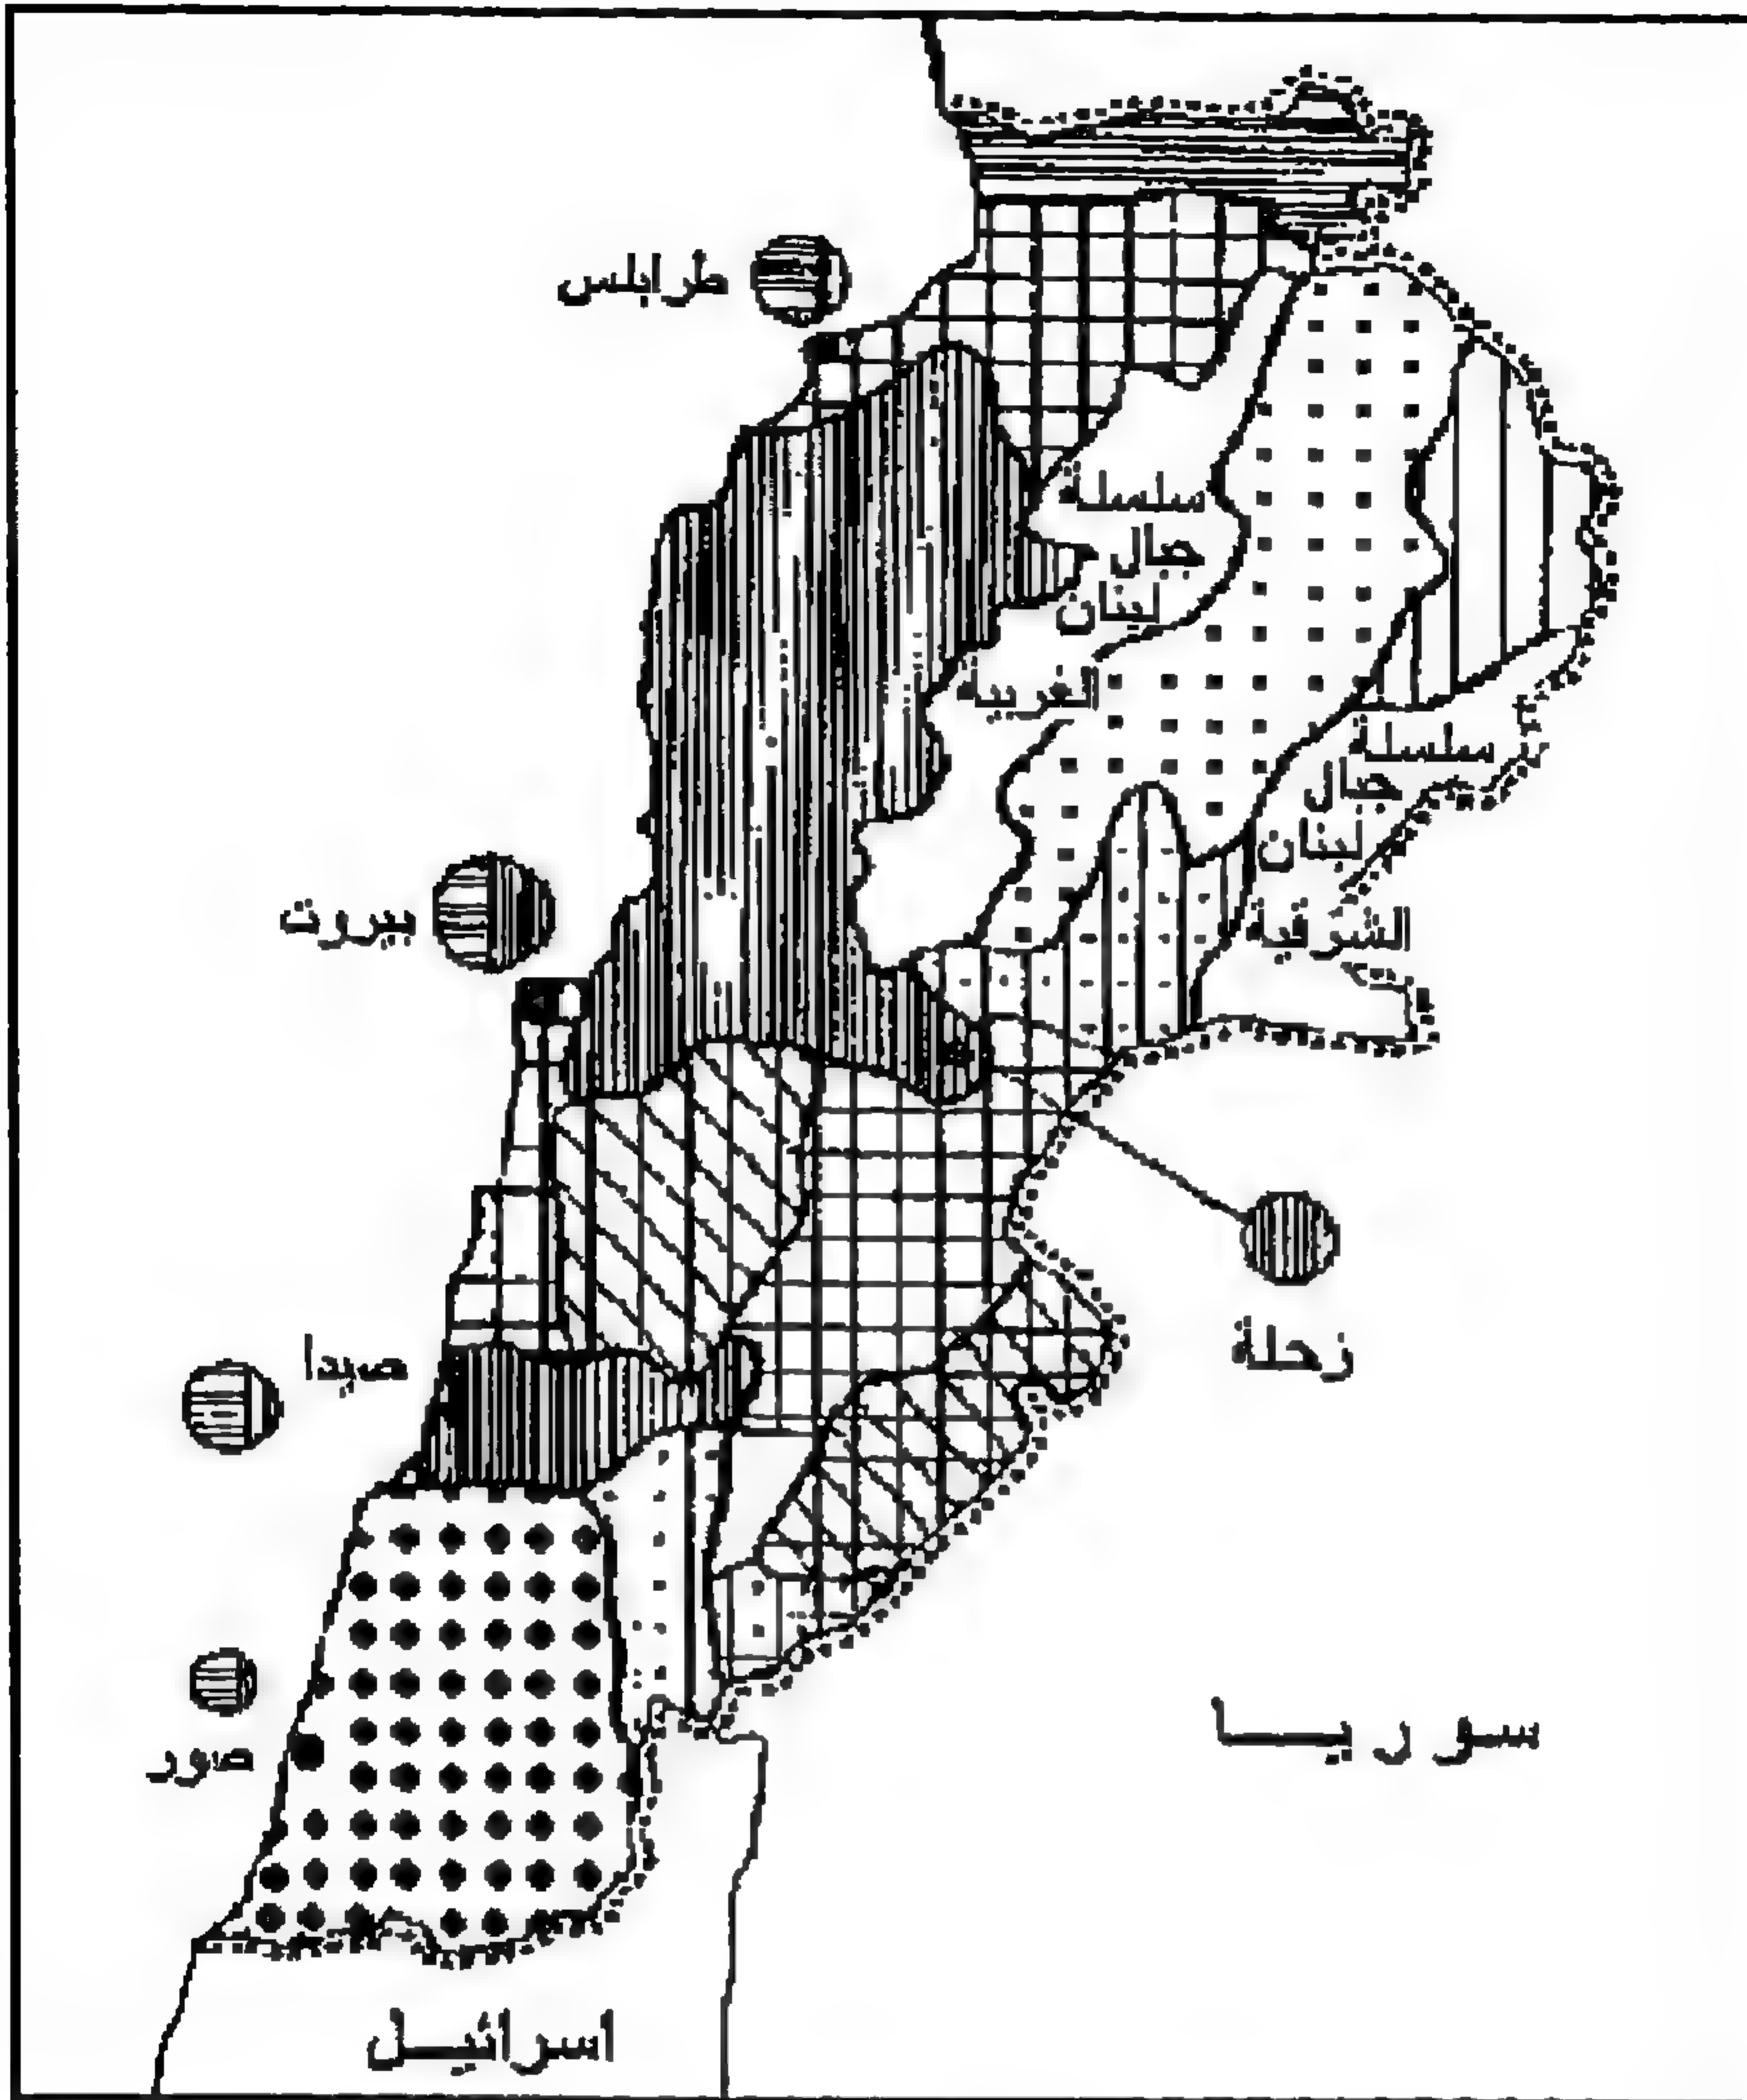 طرابلس
سلسلة
جبال
لبنان
الغربية
سلسلة
جبال
لبنان
الشرقية
بيروت
زحلة
صيدا
صور
سوريا
اسرائيل